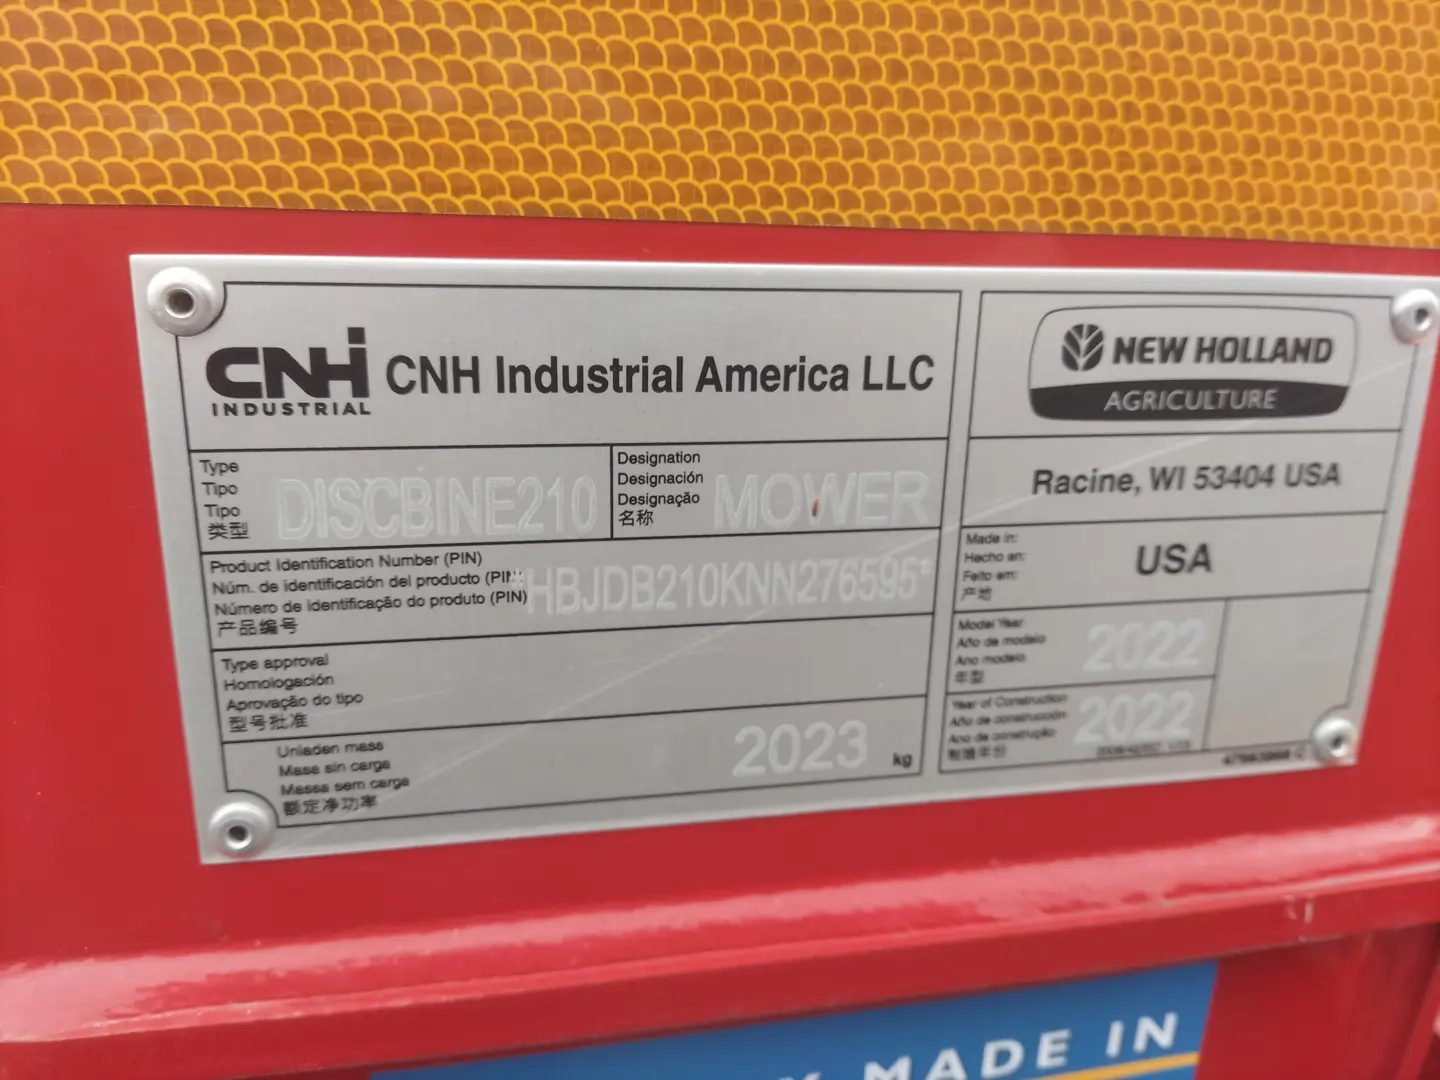 CNH
INDUSTRIAL
CNH Industrial America LLC
Type
Tipo
Tipo
类型
DISCBINE210
Designation
Designación
Designação
名称
MOWER
Product Identification Number (PIN)
Núm. de identificación del producto (PIN)
Número de identificação do produto (PIN)
产品编号
*HBJDB210KNN276595*
Type approval
Homologación
Aprovação do tipo
型号批准
Unladen mass
Masa sin carga
Massa sem carga
额定净功率
2023 kg
NEW HOLLAND
AGRICULTURE
Racine, WI 53404 USA
Made in:
Hecho en:
Feito em:
产地
USA
Model Year
Año de modelo
Ano modelo
年型
2022
Year of Construction
Año de construcción
Ano de construção
制造年份
2022
MADE IN